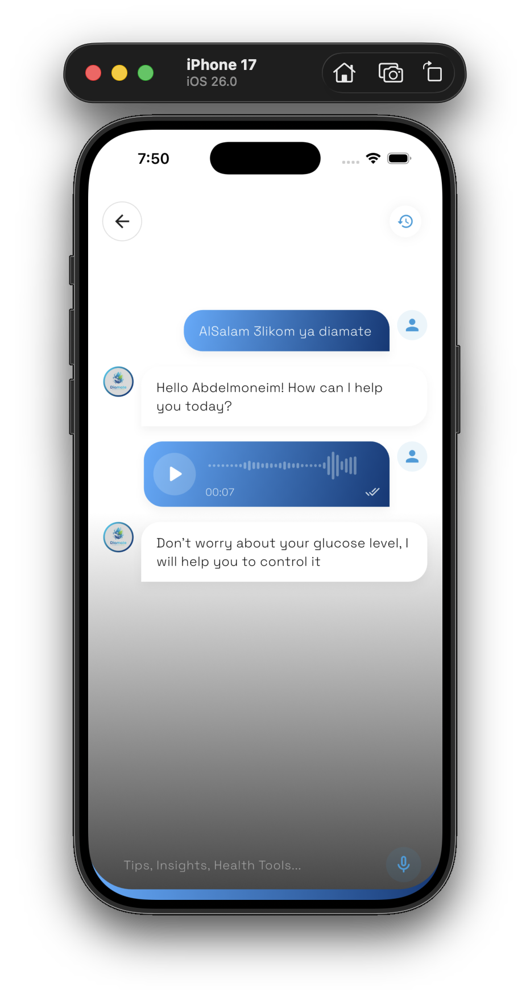 iPhone 17
iOS 26.0
7:50
AlSalam 3likom ya diamate
Diamate
Hello Abdelmoneim! How can I help
you today?
00:07
Diamate
Don't worry about your glucose level, I
will help you to control it
Tips, Insights, Health Tools...